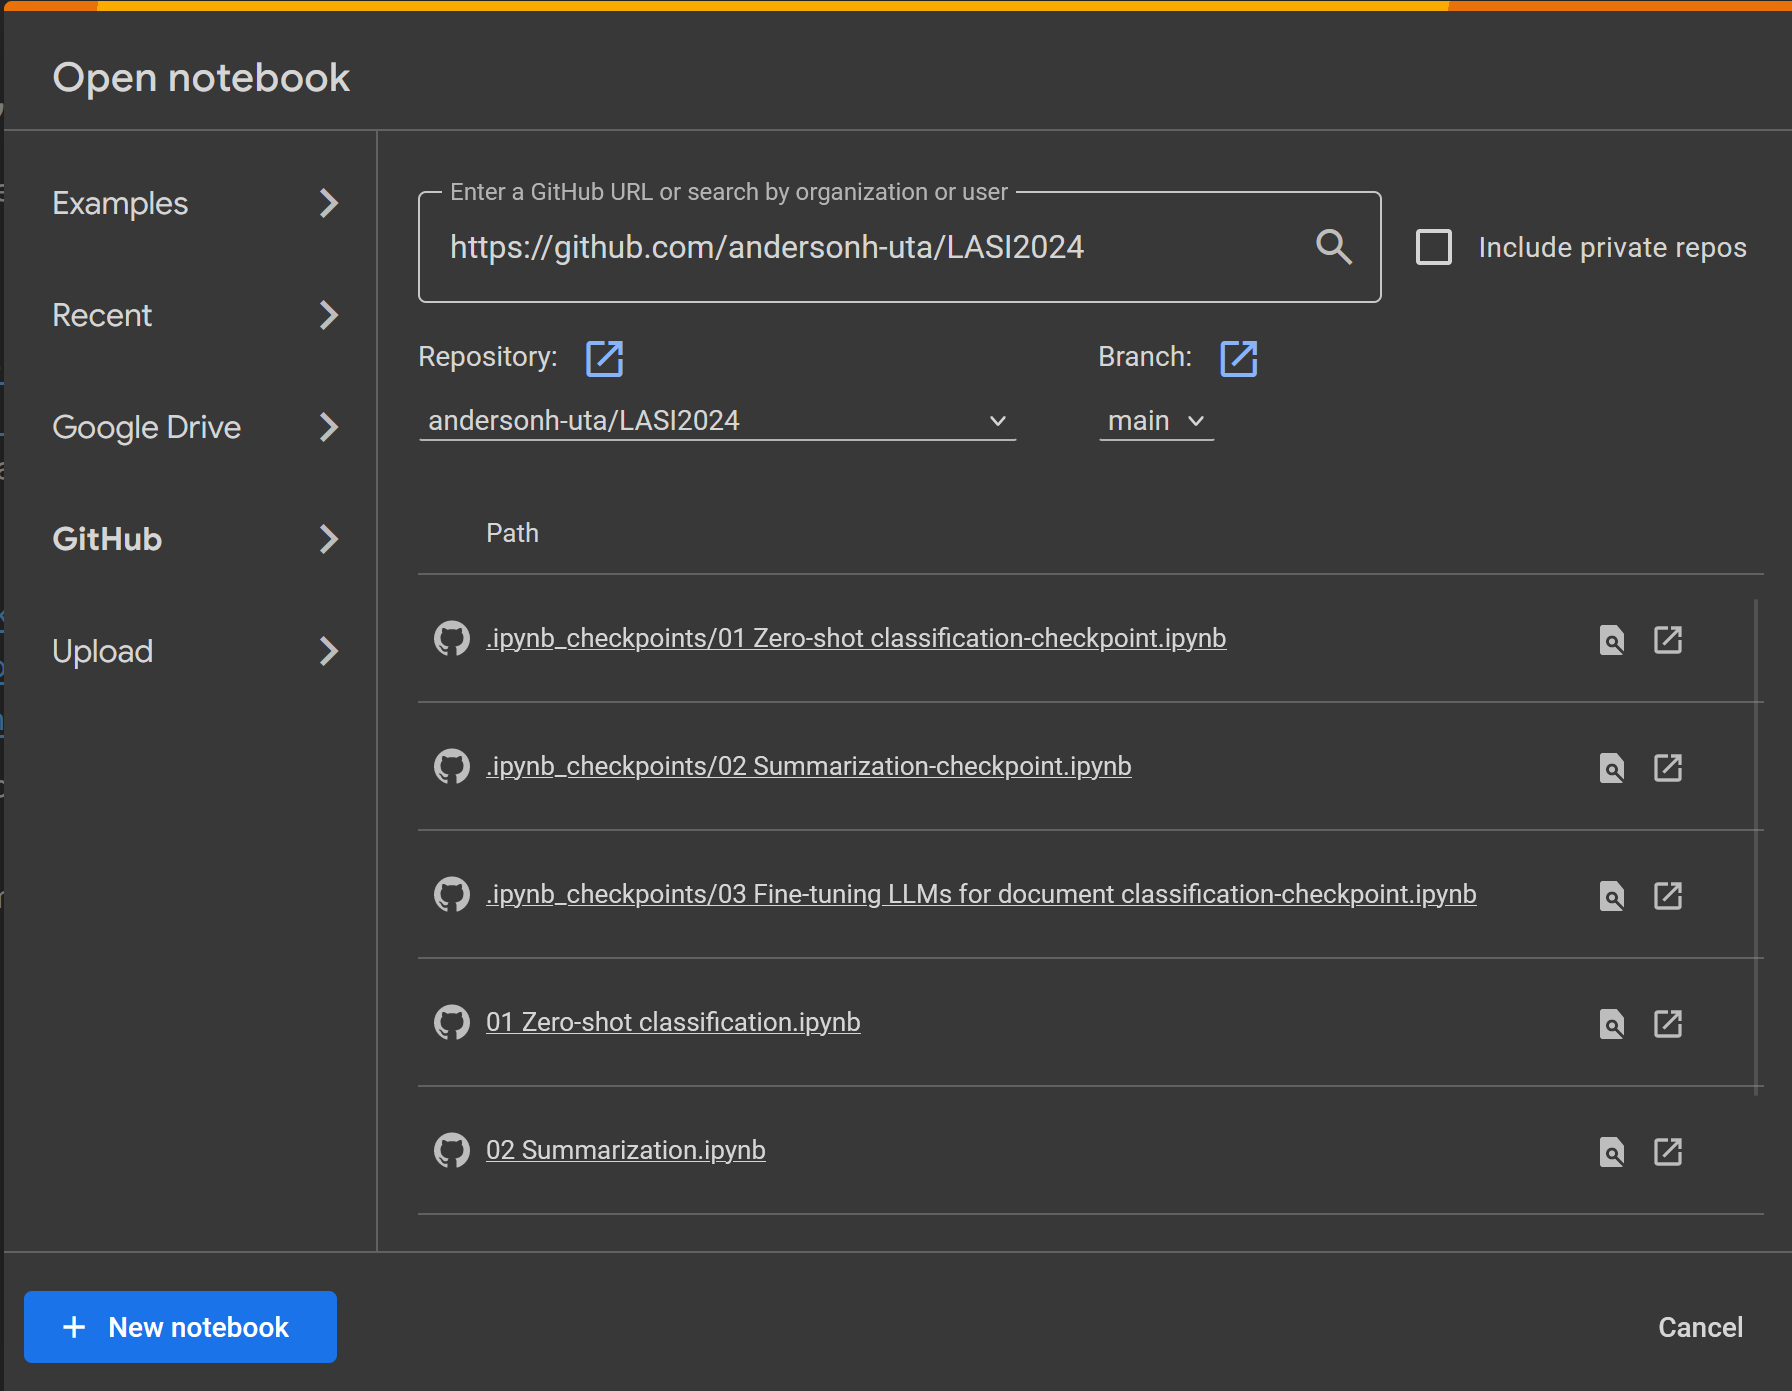 Open notebook
Examples
Recent
Google Drive
GitHub
Upload
Enter a GitHub URL or search by organization or user
https://github.com/andersonh-uta/LASI2024
Include private repos
Repository:
Branch:
andersonh-uta/LASI2024
main
Path
.ipynb_checkpoints/01 Zero-shot classification-checkpoint.ipynb
.ipynb_checkpoints/02 Summarization-checkpoint.ipynb
.ipynb_checkpoints/03 Fine-tuning LLMs for document classification-checkpoint.ipynb
01 Zero-shot classification.ipynb
02 Summarization.ipynb
+ New notebook
Cancel